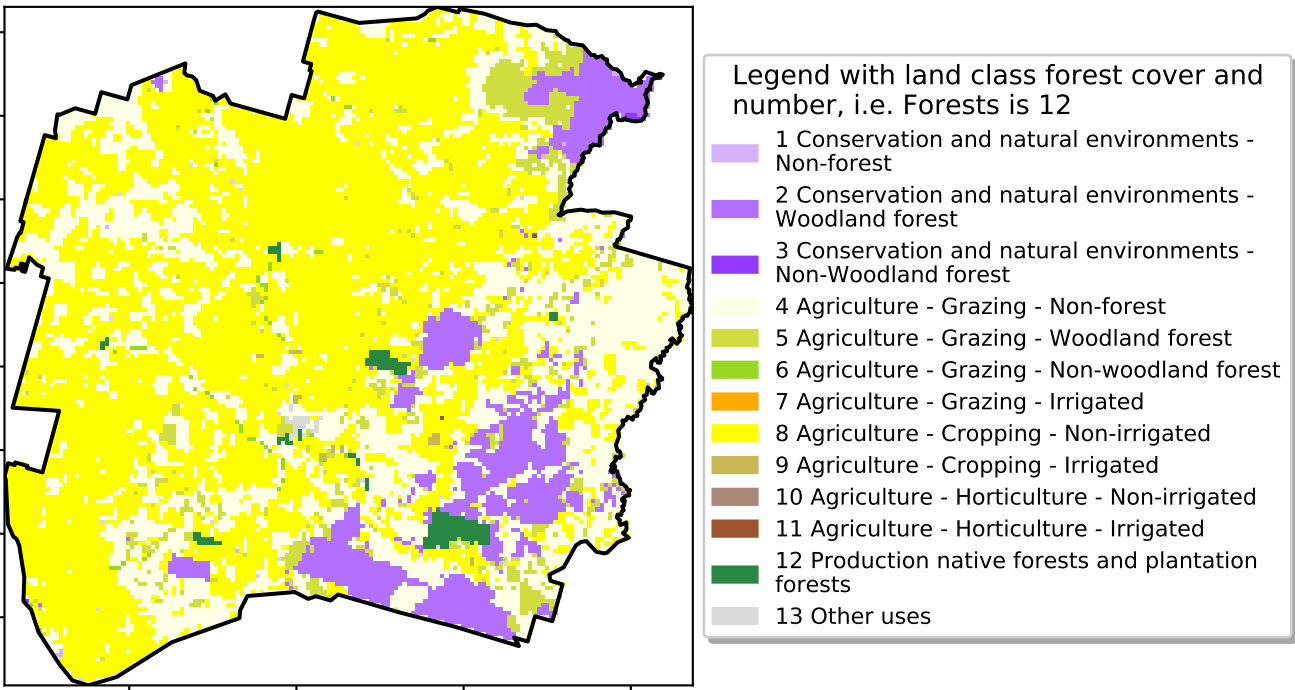 Legend with land class forest cover and
number, i.e. Forests is 12
1 Conservation and natural environments -
Non-forest
2 Conservation and natural environments -
Woodland forest
3 Conservation and natural environments -
Non-Woodland forest
4 Agriculture - Grazing - Non-forest
5 Agriculture - Grazing - Woodland forest
6 Agriculture - Grazing - Non-woodland forest
7 Agriculture - Grazing - Irrigated
8 Agriculture - Cropping - Non-irrigated
9 Agriculture - Cropping - Irrigated
10 Agriculture - Horticulture - Non-irrigated
11 Agriculture - Horticulture - Irrigated
12 Production native forests and plantation
forests
13 Other uses